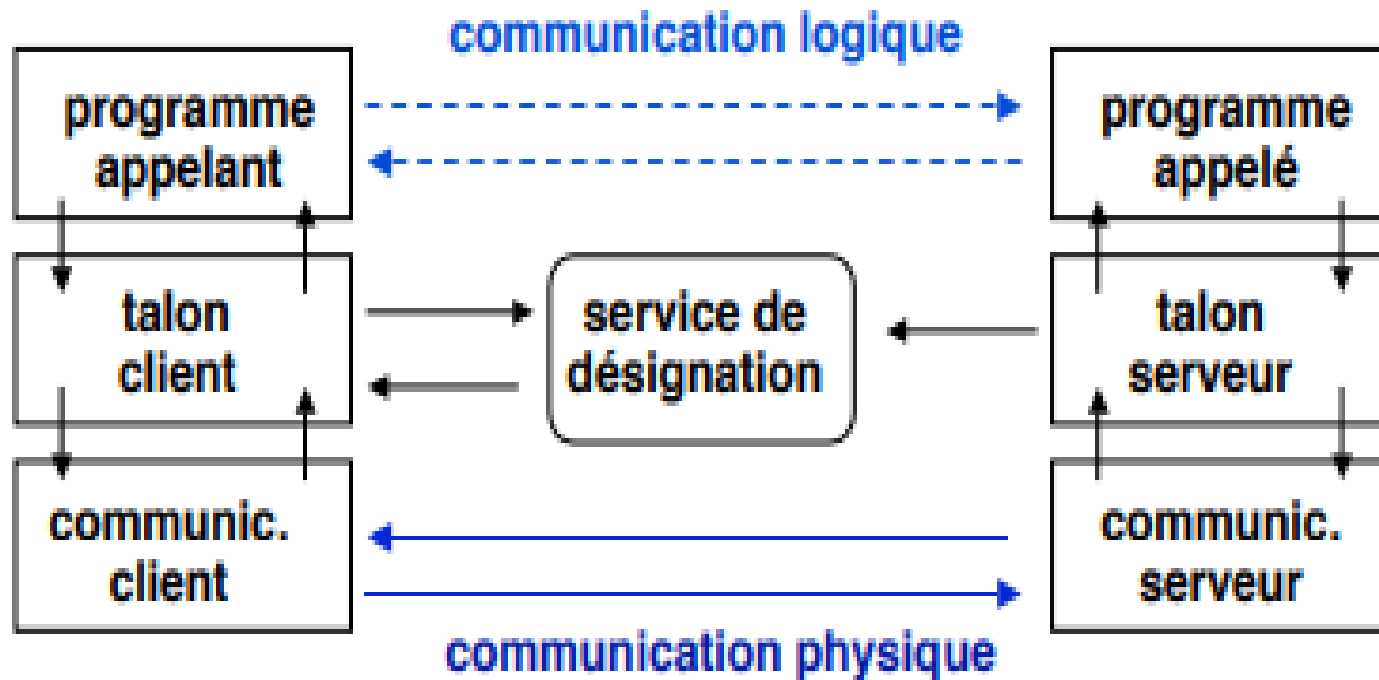 communication logique
programme
appelant
programme
appelé
talon
client
service de
désignation
talon
serveur
communic.
client
communic.
serveur
communication physique